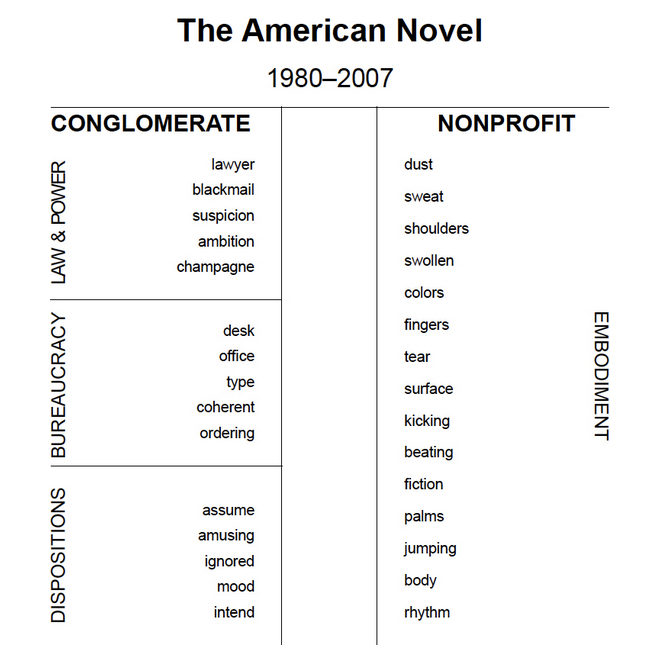 The American Novel
1980–2007
CONGLOMERATE
LAW & POWER
lawyer
blackmail
suspicion
ambition
champagne
BUREAUCRACY
desk
office
type
coherent
ordering
DISPOSITIONS
assume
amusing
ignored
mood
intend
NONPROFIT
dust
sweat
shoulders
swollen
colors
fingers
tear
surface
kicking
beating
fiction
palms
jumping
body
rhythm
EMBODIMENT